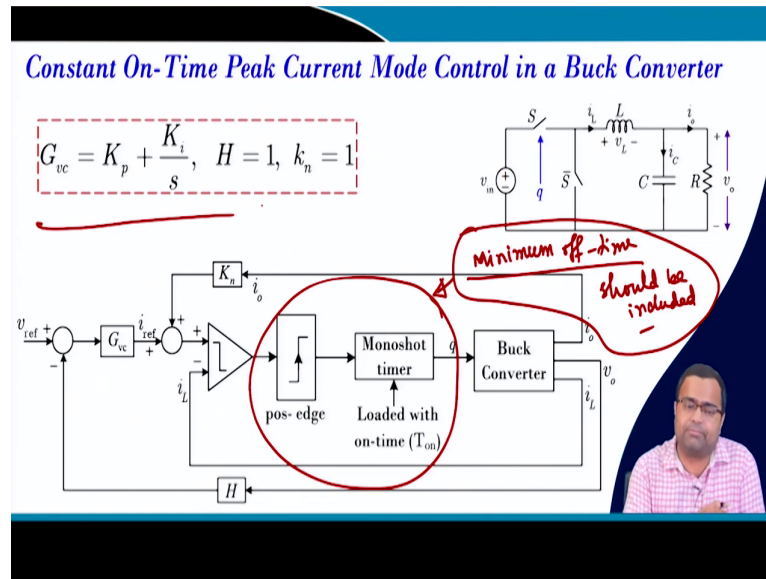 Constant On-Time Peak Current Mode Control in a Buck Converter
G_vc = K_p + K_i/s, H = 1, k_n = 1
S
i_L
L
i_o
+ v_L -
+
i_C
v_in
+
-
q
S̄
C
R
v_o
-
Minimum off-time
should be
included
K_n
i_o
v_ref
+
-
G_vc
i_ref
+
+
+
-
i_L
pos- edge
Monoshot
timer
Loaded with
on-time (T_on)
q
Buck
Converter
i_o
v_o
i_L
H